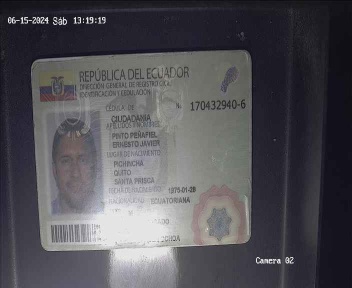 06-15-2024 Sáb 13:19:19
REPÚBLICA DEL ECUADOR
DIRECCIÓN GENERAL DE REGISTRO CIVIL
IDENTIFICACIÓN Y CEDULACIÓN
CÉDULA DE N. 170432940-6
CIUDADANÍA
APELLIDOS Y NOMBRES
PINTO PEÑAFIEL
ERNESTO JAVIER
LUGAR DE NACIMIENTO
PICHINCHA
QUITO
SANTA PRISCA
FECHA DE NACIMIENTO 1975-01-28
NACIONALIDAD ECUATORIANA
Camera 02